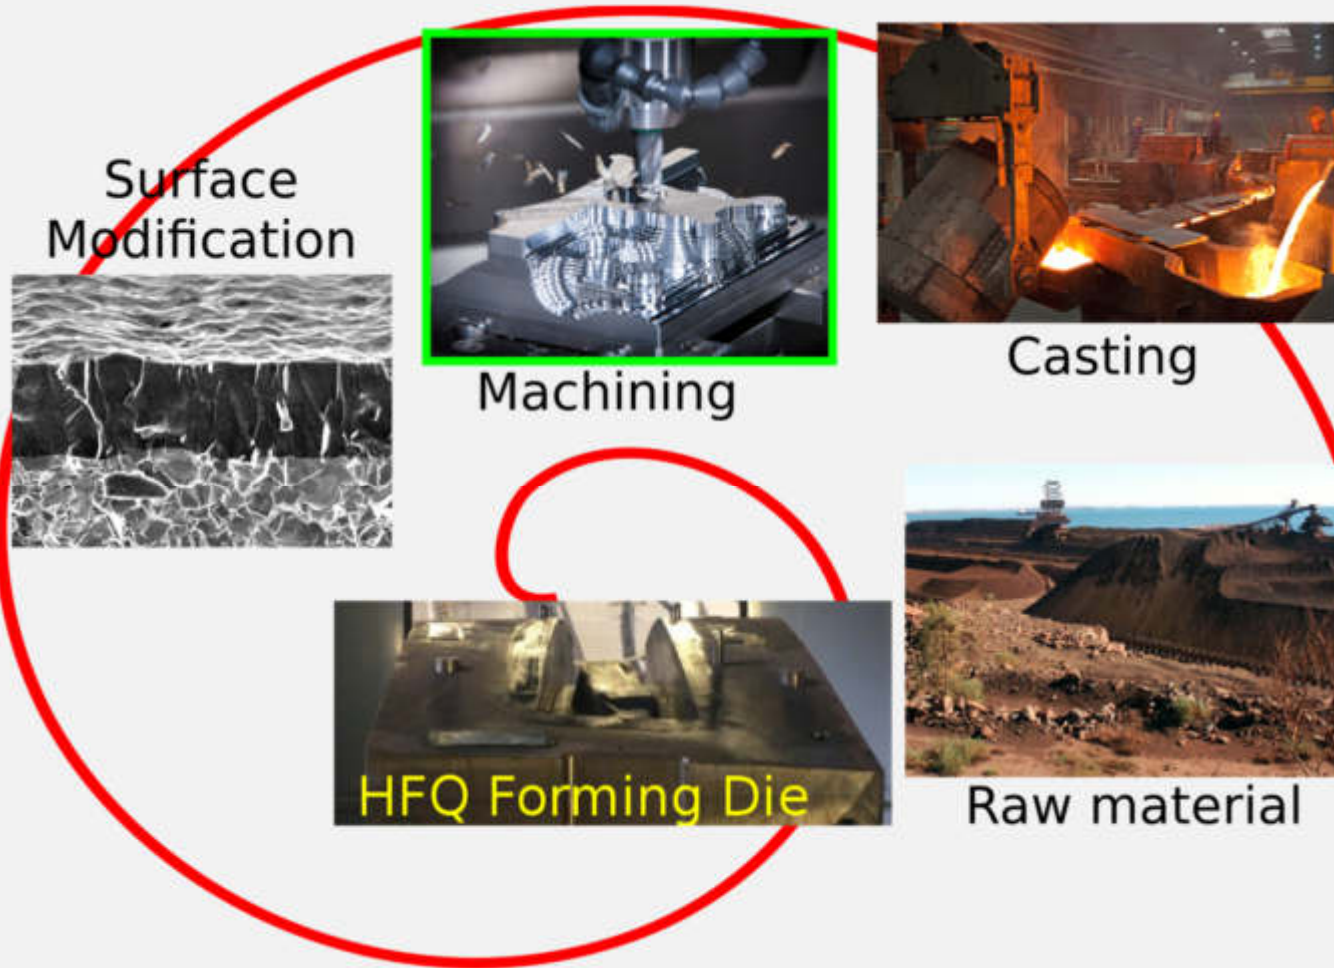 Surface
Modification
Machining
Casting
HFQ Forming Die
Raw material